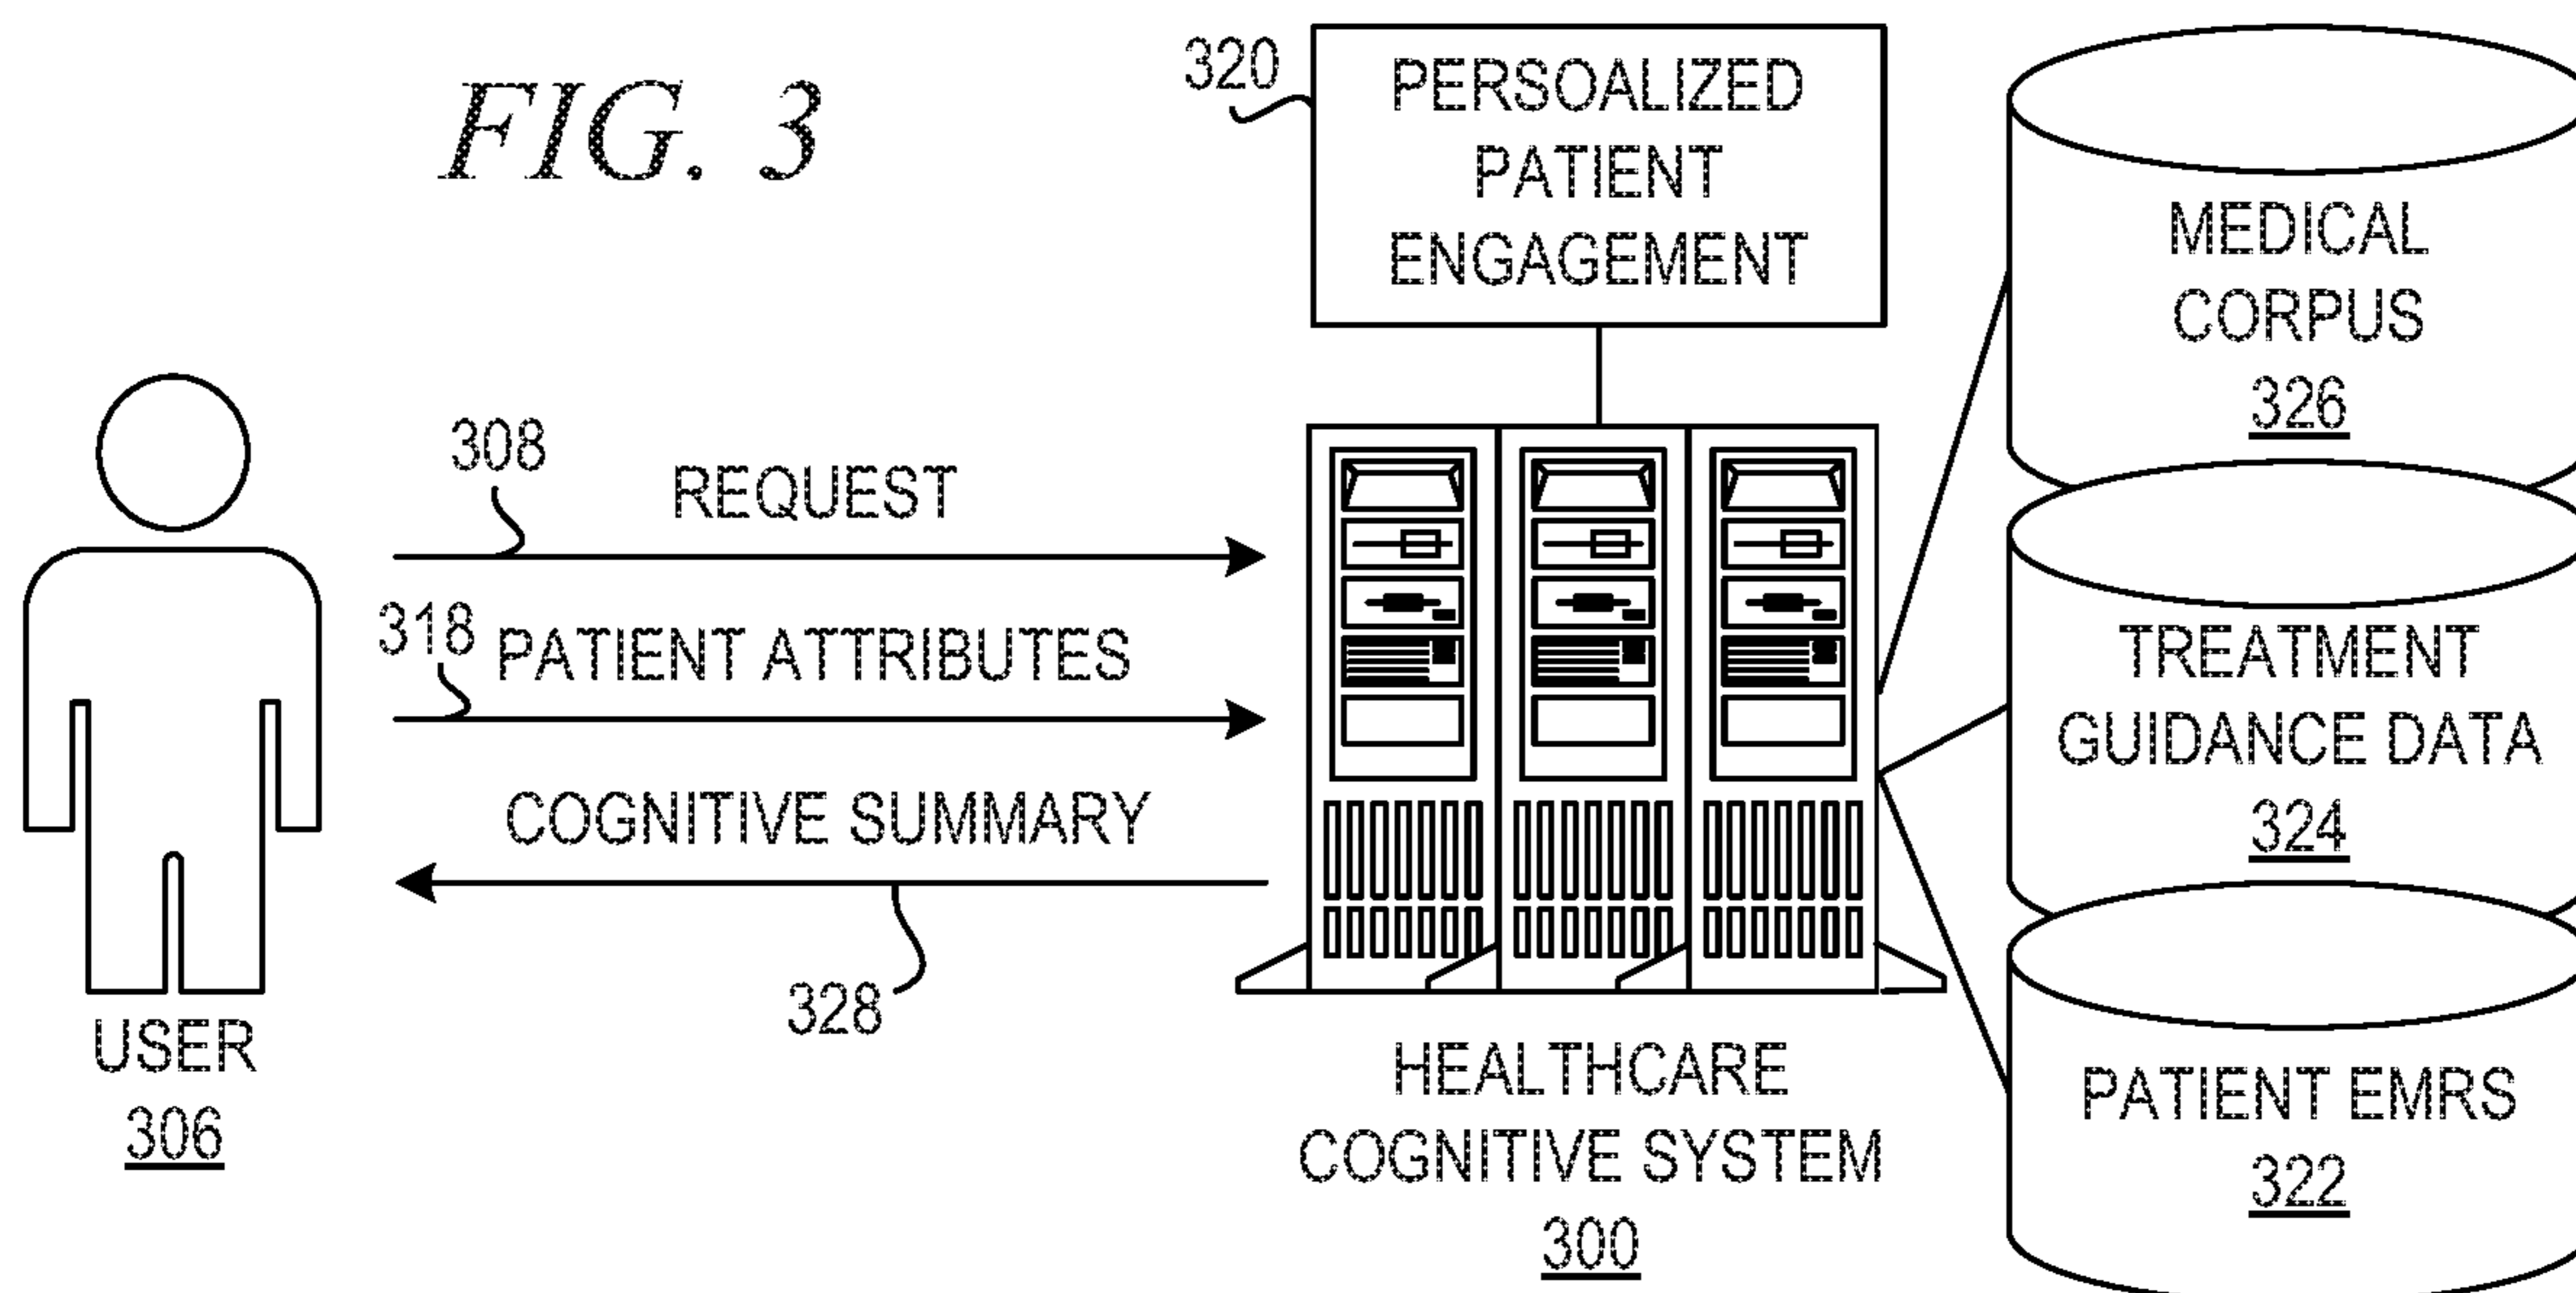 FIG. 3
320
PERSOALIZED
PATIENT
ENGAGEMENT
MEDICAL
CORPUS
326
308
REQUEST
318
PATIENT ATTRIBUTES
COGNITIVE SUMMARY
328
USER
306
HEALTHCARE
COGNITIVE SYSTEM
300
TREATMENT
GUIDANCE DATA
324
PATIENT EMRS
322